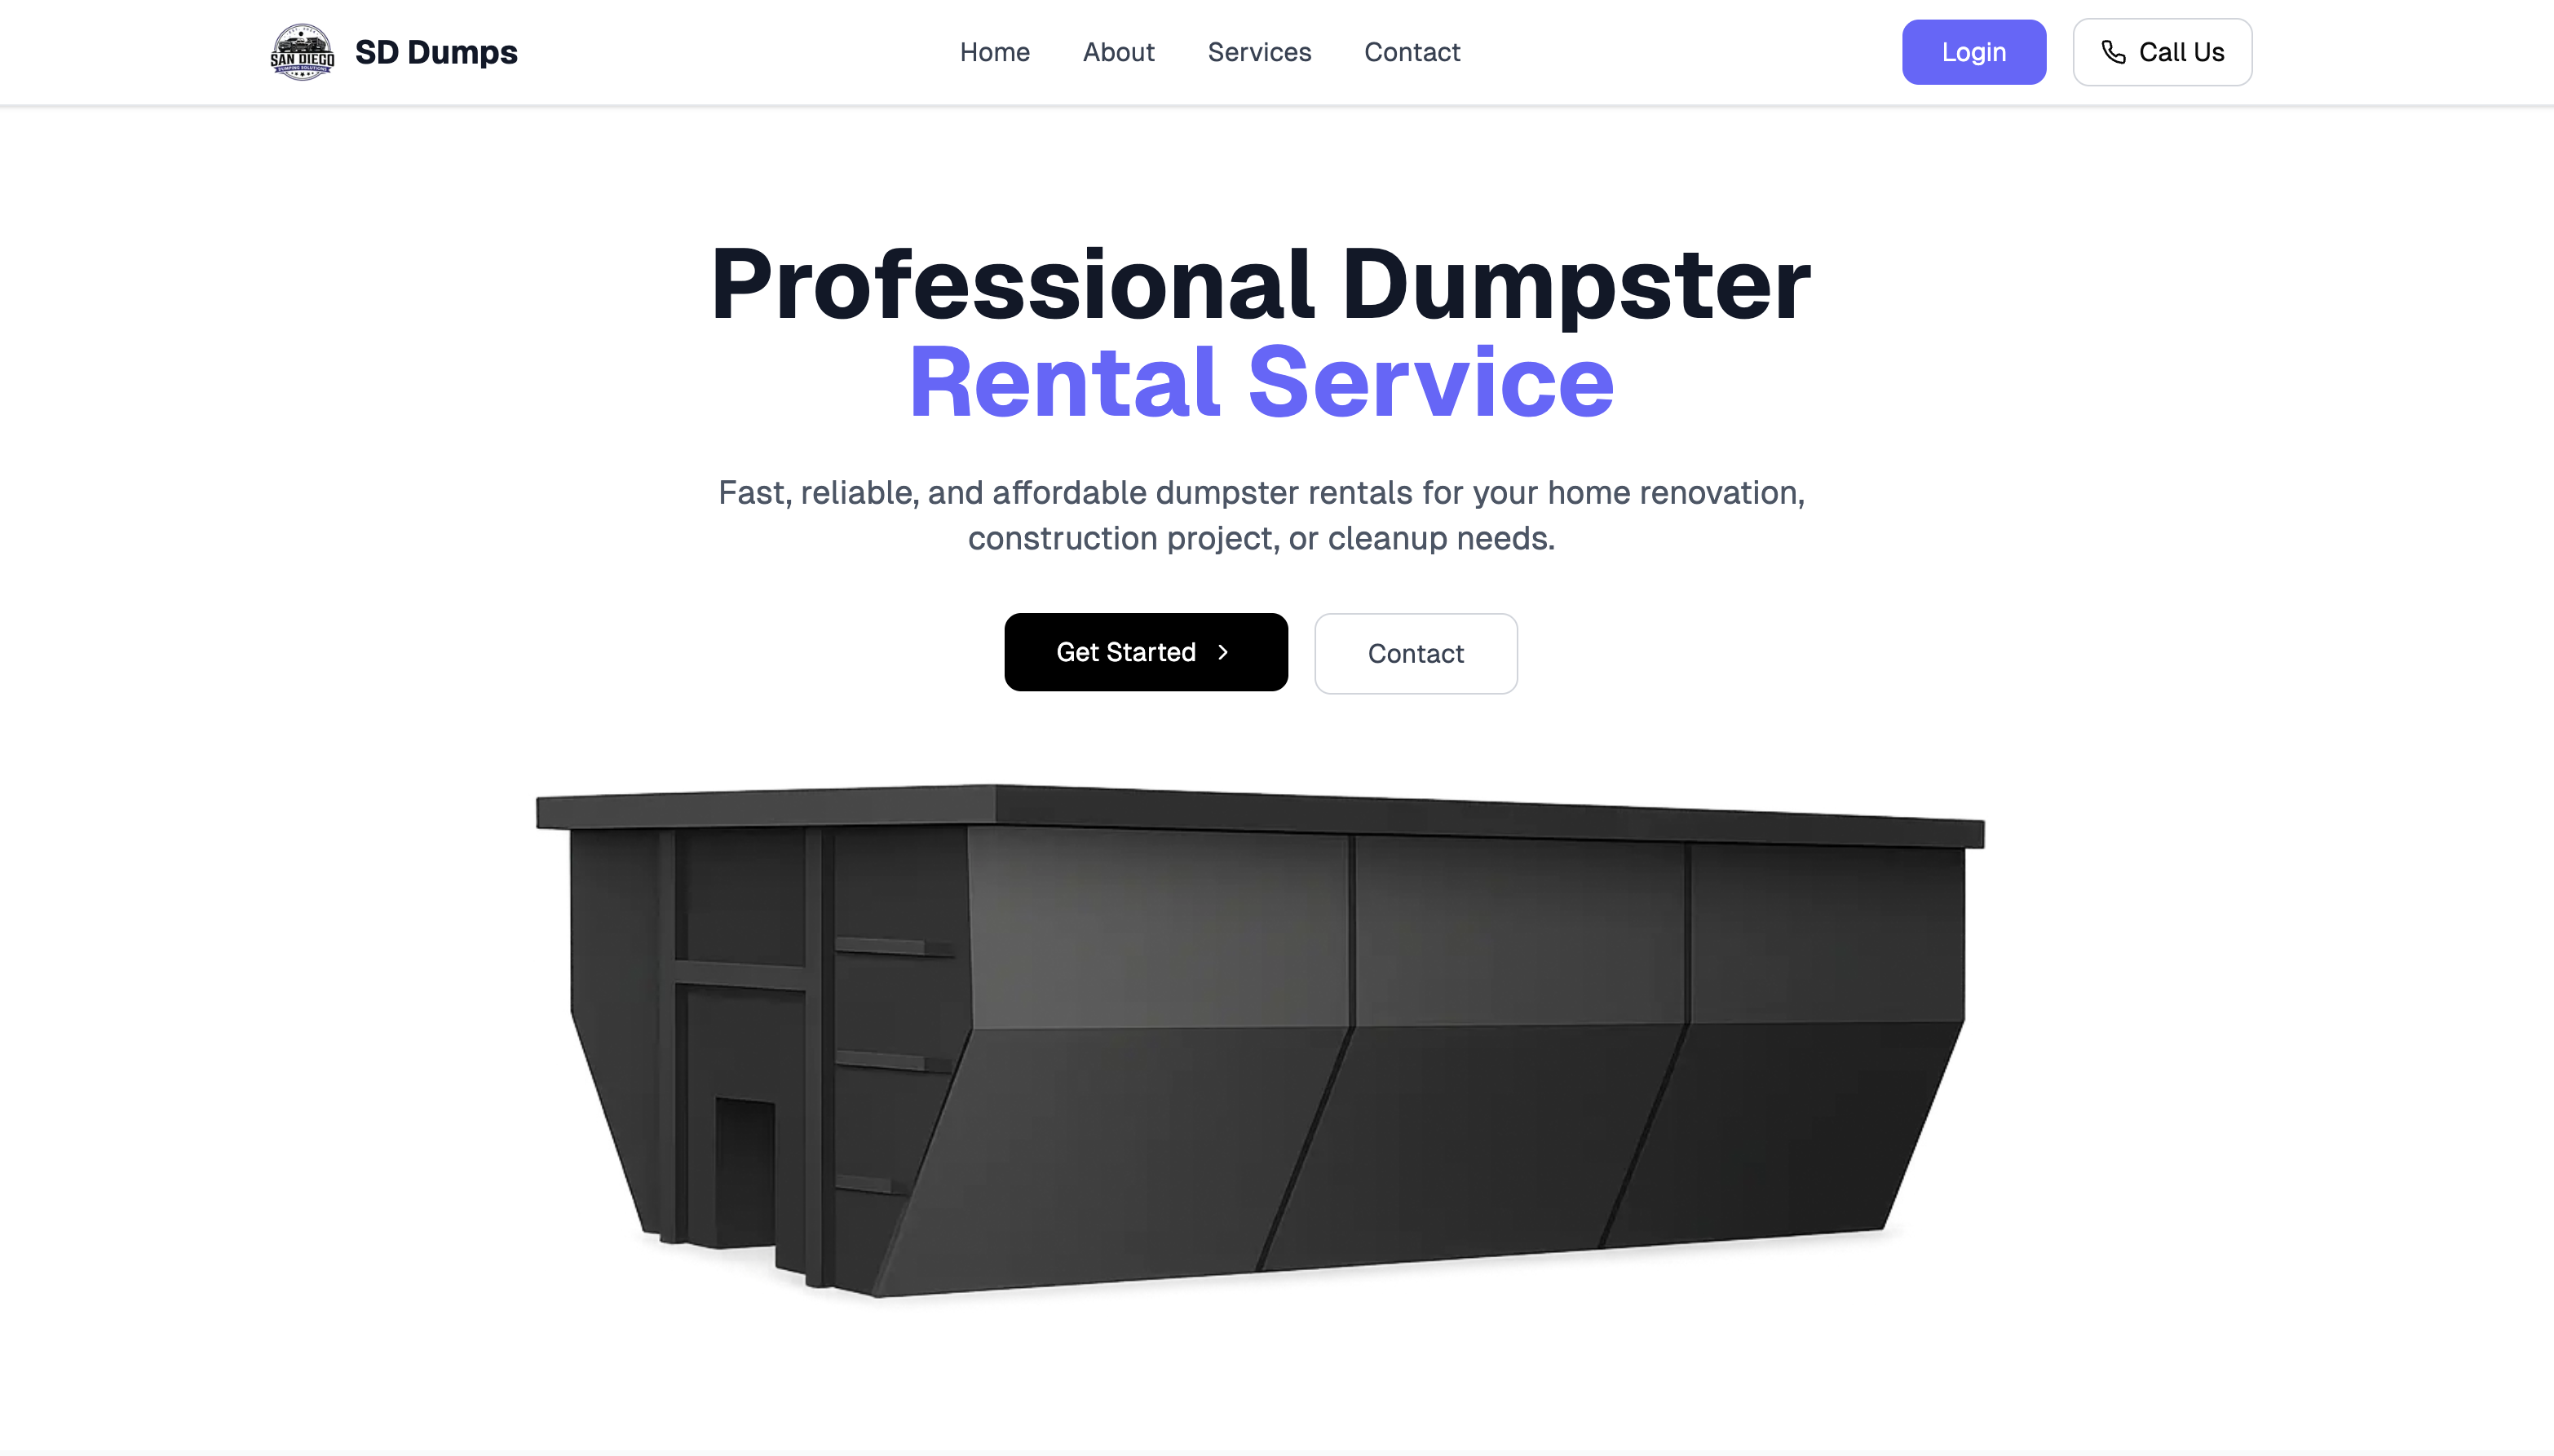 SAN DIEGO
SD Dumps
Home
About
Services
Contact
Login
Call Us
Professional Dumpster
Rental Service
Fast, reliable, and affordable dumpster rentals for your home renovation,
construction project, or cleanup needs.
Get Started
Contact